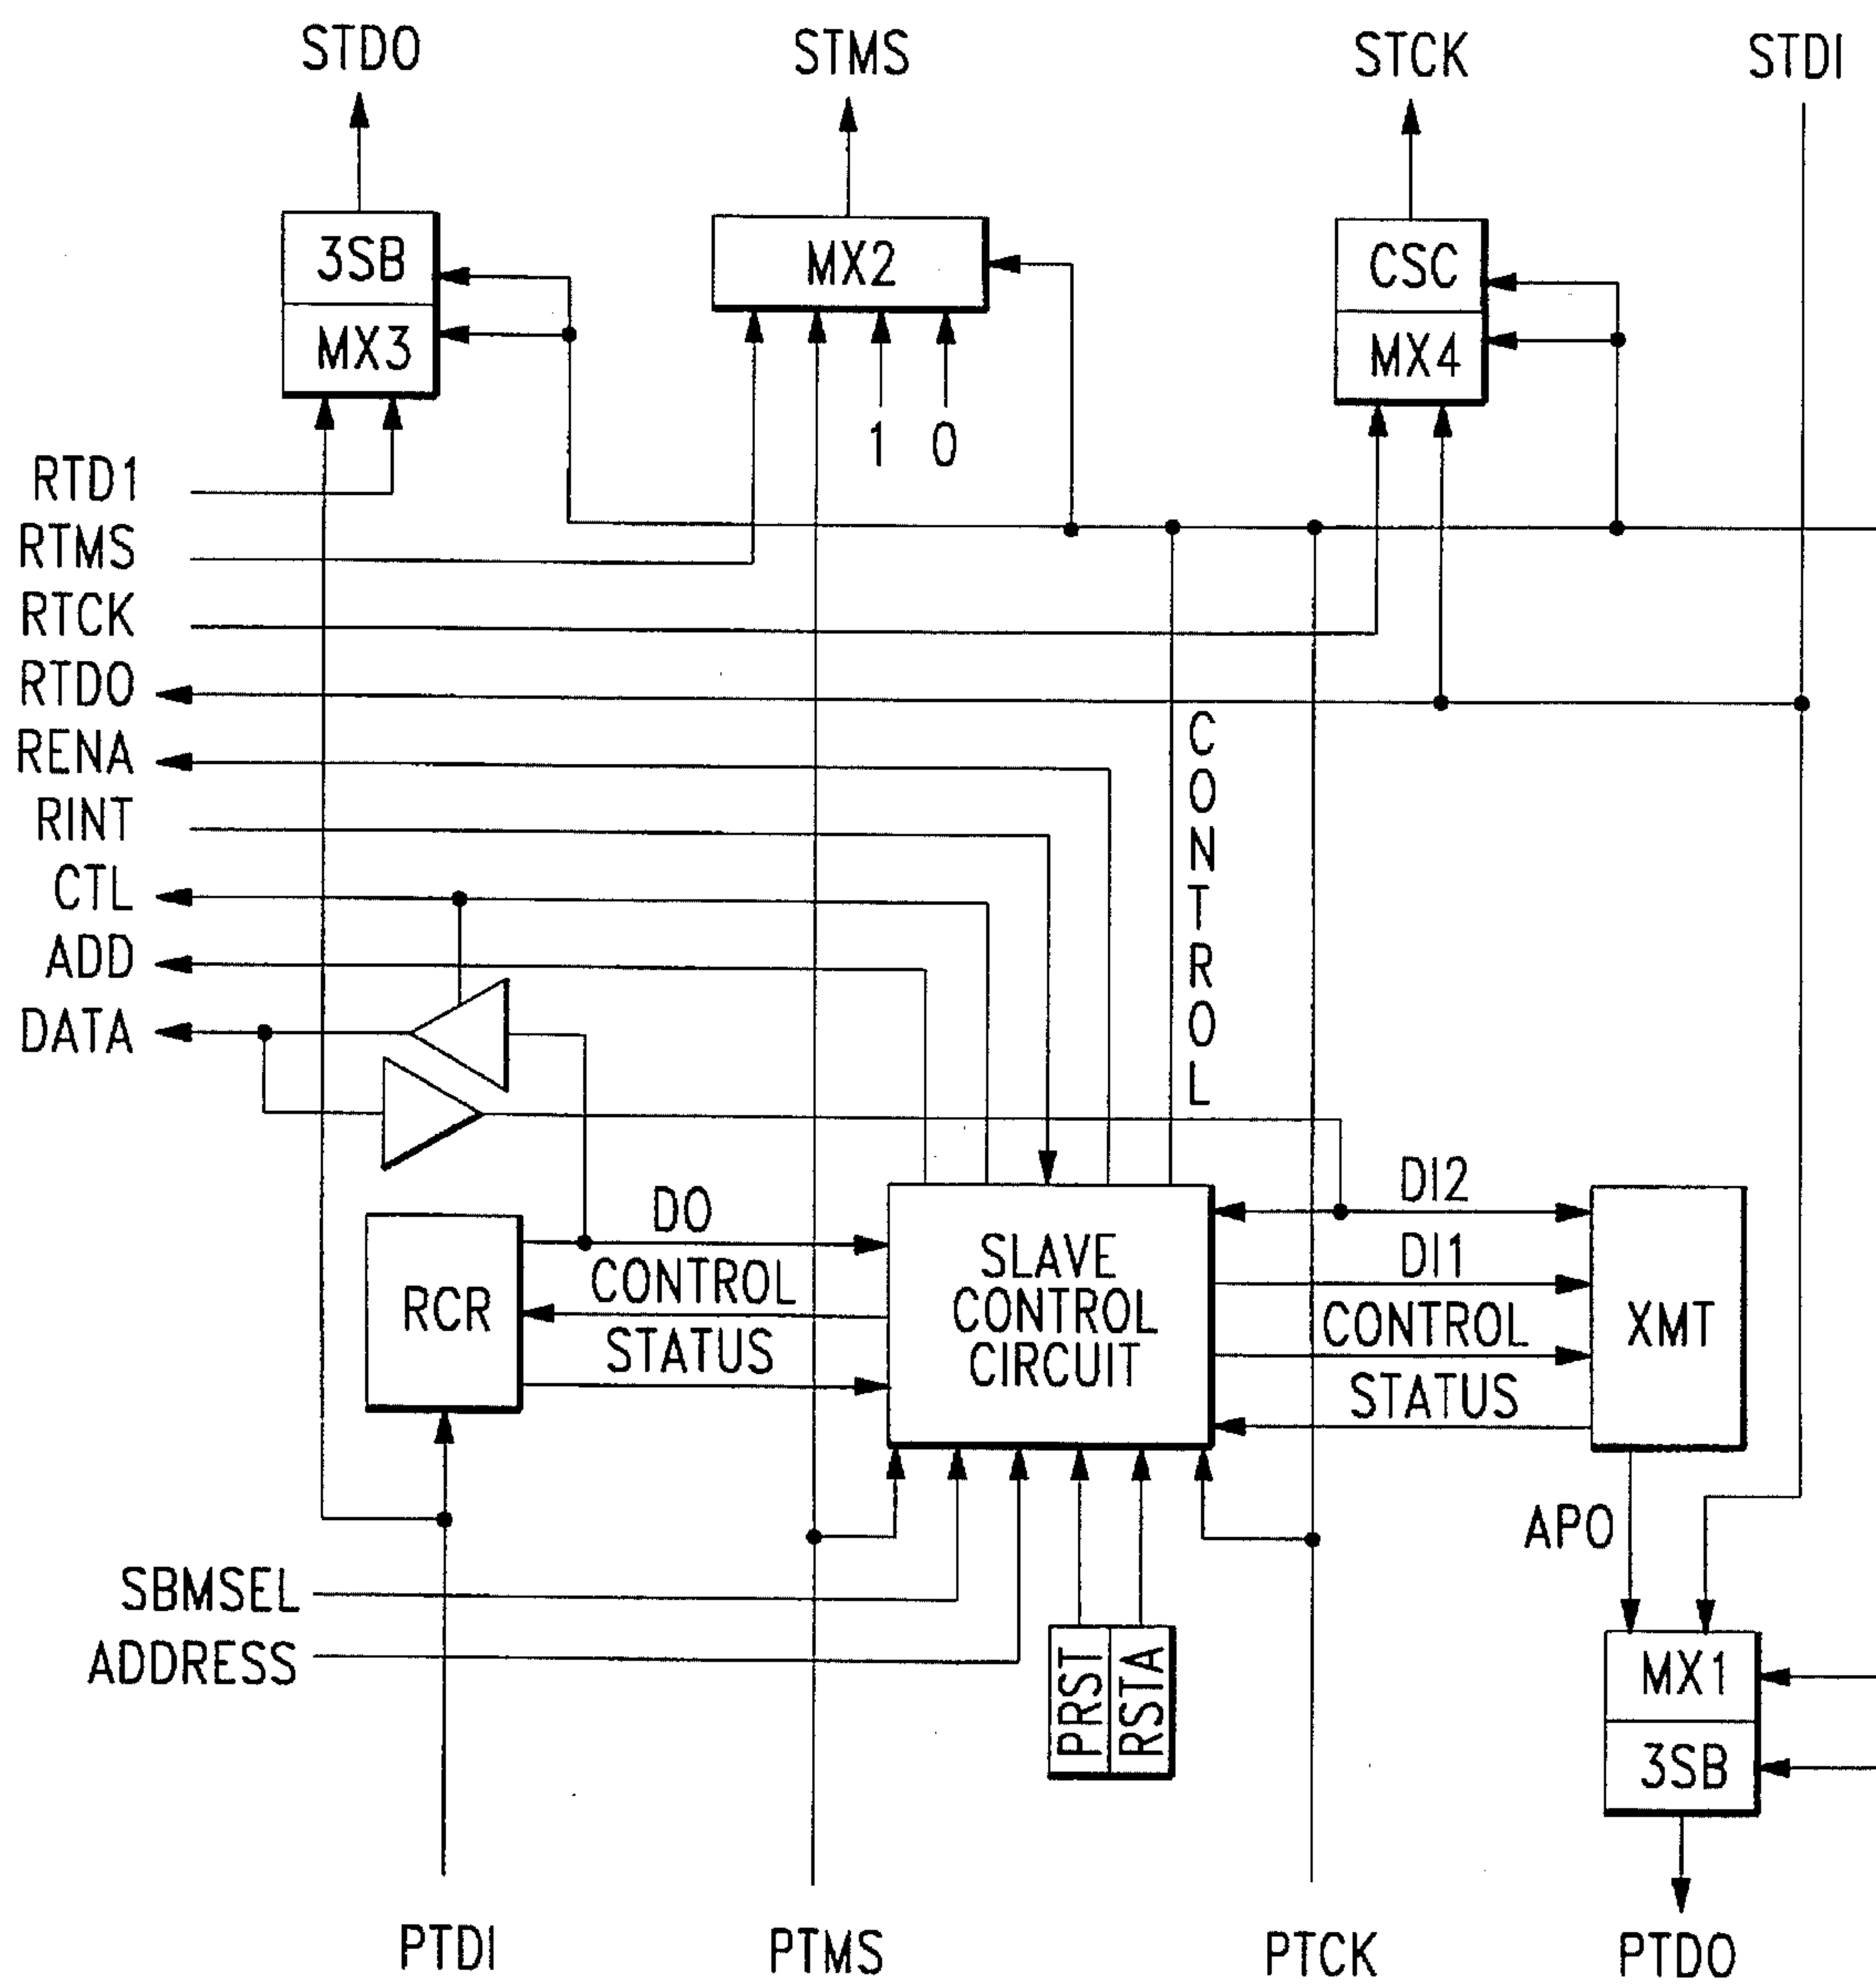 STDO
STMS
STCK
STDI
3SB
MX3
MX2
CSC
MX4
1 0
RTD1
RTMS
RTCK
RTDO
RENA
RINT
CTL
ADD
DATA
CONTROL
DO
CONTROL
STATUS
RCR
SLAVE
CONTROL
CIRCUIT
DI2
DI1
CONTROL
STATUS
XMT
APO
SBMSEL
ADDRESS
PRST
RSTA
MX1
3SB
PTDI
PTMS
PTCK
PTDO